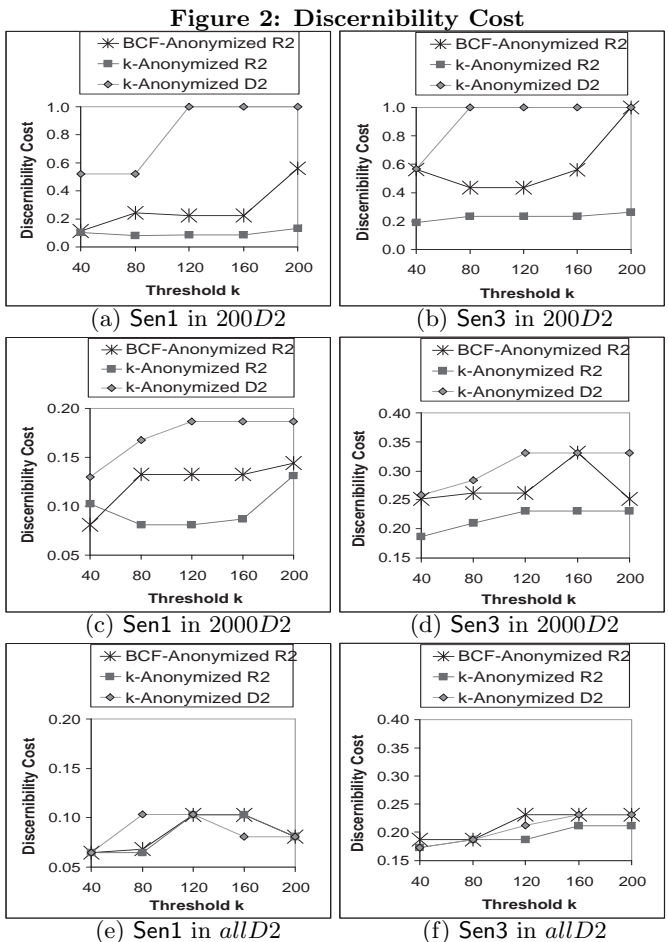 Figure 2: Discernibility Cost
BCF-Anonymized R2
k-Anonymized R2
k-Anonymized D2
Discernibility Cost
1.0
0.8
0.6
0.4
0.2
0.0
40 80 120 160 200
Threshold k
(a) Sen1 in 200D2
BCF-Anonymized R2
k-Anonymized R2
k-Anonymized D2
Discernibility Cost
1.0
0.8
0.6
0.4
0.2
0.0
40 80 120 160 200
Threshold k
(b) Sen3 in 200D2
BCF-Anonymized R2
k-Anonymized R2
k-Anonymized D2
Discernibility Cost
0.20
0.15
0.10
0.05
40 80 120 160 200
Threshold k
(c) Sen1 in 2000D2
BCF-Anonymized R2
k-Anonymized R2
k-Anonymized D2
Discernibility Cost
0.40
0.35
0.30
0.25
0.20
0.15
40 80 120 160 200
Threshold k
(d) Sen3 in 2000D2
BCF-Anonymized R2
k-Anonymized R2
k-Anonymized D2
Discernibility Cost
0.20
0.15
0.10
0.05
40 80 120 160 200
Threshold k
(e) Sen1 in allD2
BCF-Anonymized R2
k-Anonymized R2
k-Anonymized D2
Discernibility Cost
0.40
0.35
0.30
0.25
0.20
0.15
40 80 120 160 200
Threshold k
(f) Sen3 in allD2